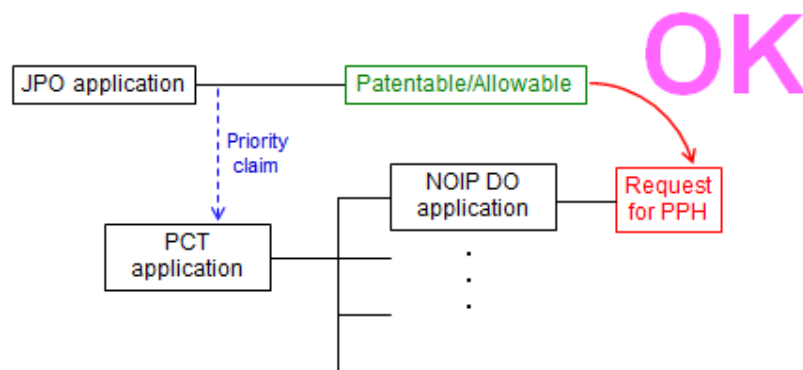 OK
JPO application
Patentable/Allowable
Priority
claim
NOIP DO
application
Request
for PPH
PCT
application